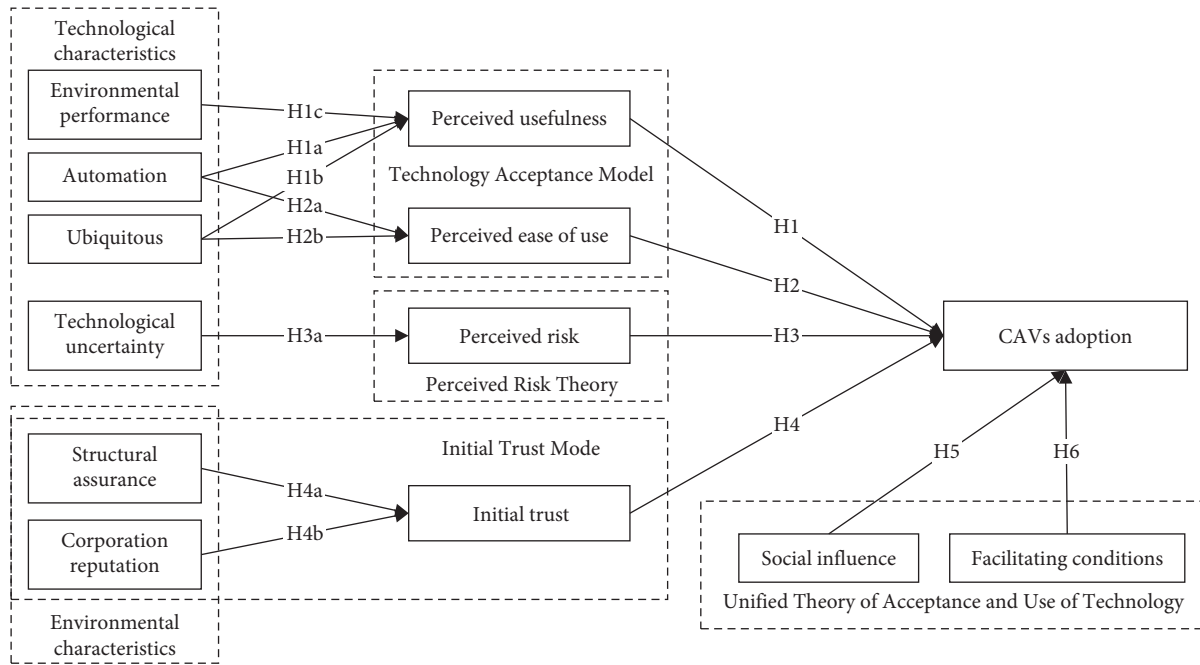 Technological
characteristics
Environmental
performance
Automation
Ubiquitous
Technological
uncertainty
H1c
H1a
H1b
H2a
H2b
H3a
Perceived usefulness
Technology Acceptance Model
Perceived ease of use
Perceived risk
Perceived Risk Theory
H1
H2
H3
H4
CAVs adoption
Structural
assurance
Corporation
reputation
Environmental
characteristics
H4a
H4b
Initial Trust Mode
Initial trust
H5
H6
Social influence
Facilitating conditions
Unified Theory of Acceptance and Use of Technology